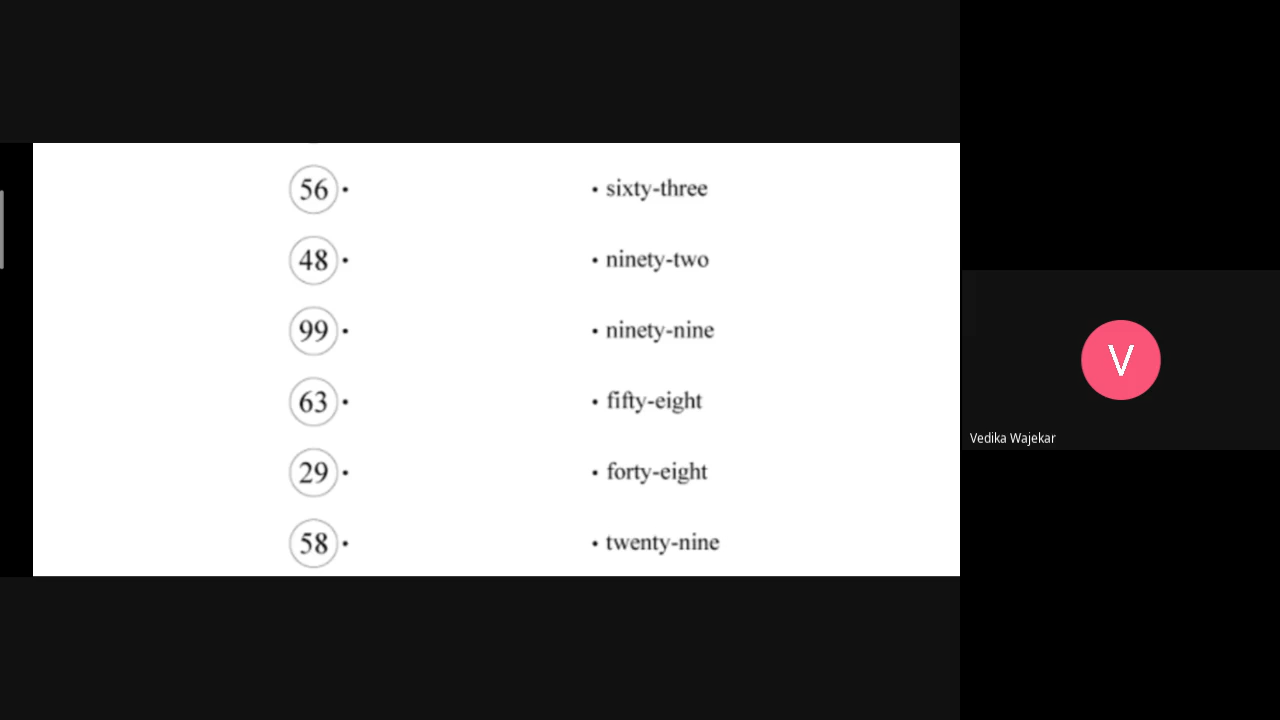 56 • • sixty-three
48 • • ninety-two
99 • • ninety-nine
63 • • fifty-eight
29 • • forty-eight
58 • • twenty-nine
V
Vedika Wajekar